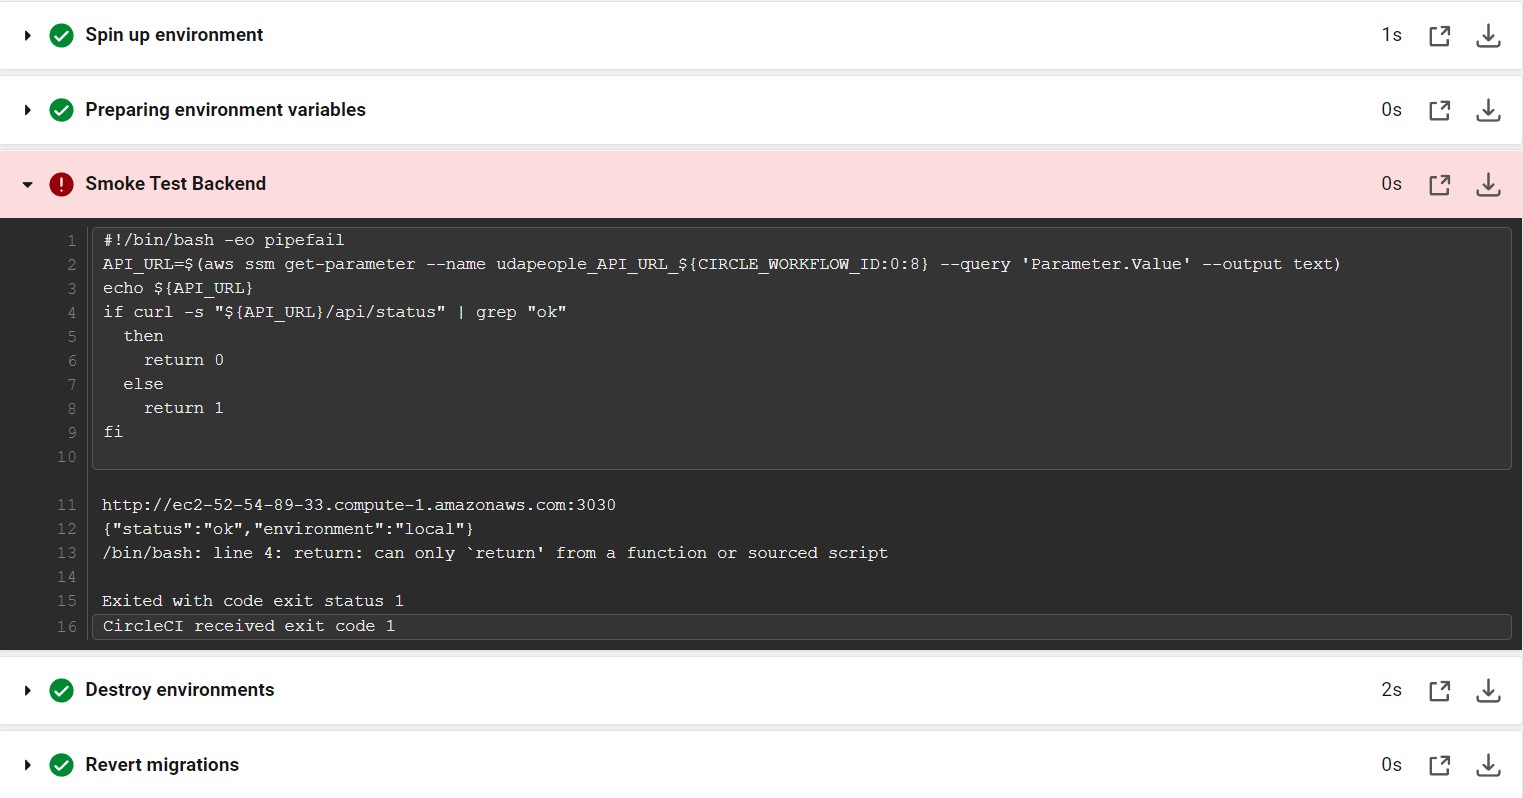 Spin up environment 1s
Preparing environment variables 0s
Smoke Test Backend 0s
1 #!/bin/bash -eo pipefail
2 API_URL=$(aws ssm get-parameter --name udapeople_API_URL_${CIRCLE_WORKFLOW_ID:0:8} --query 'Parameter.Value' --output text)
3 echo ${API_URL}
4 if curl -s "${API_URL}/api/status" | grep "ok"
5 then
6 return 0
7 else
8 return 1
9 fi
10
11 http://ec2-52-54-89-33.compute-1.amazonaws.com:3030
12 {"status":"ok","environment":"local"}
13 /bin/bash: line 4: return: can only `return' from a function or sourced script
14
15 Exited with code exit status 1
16 CircleCI received exit code 1
Destroy environments 2s
Revert migrations 0s